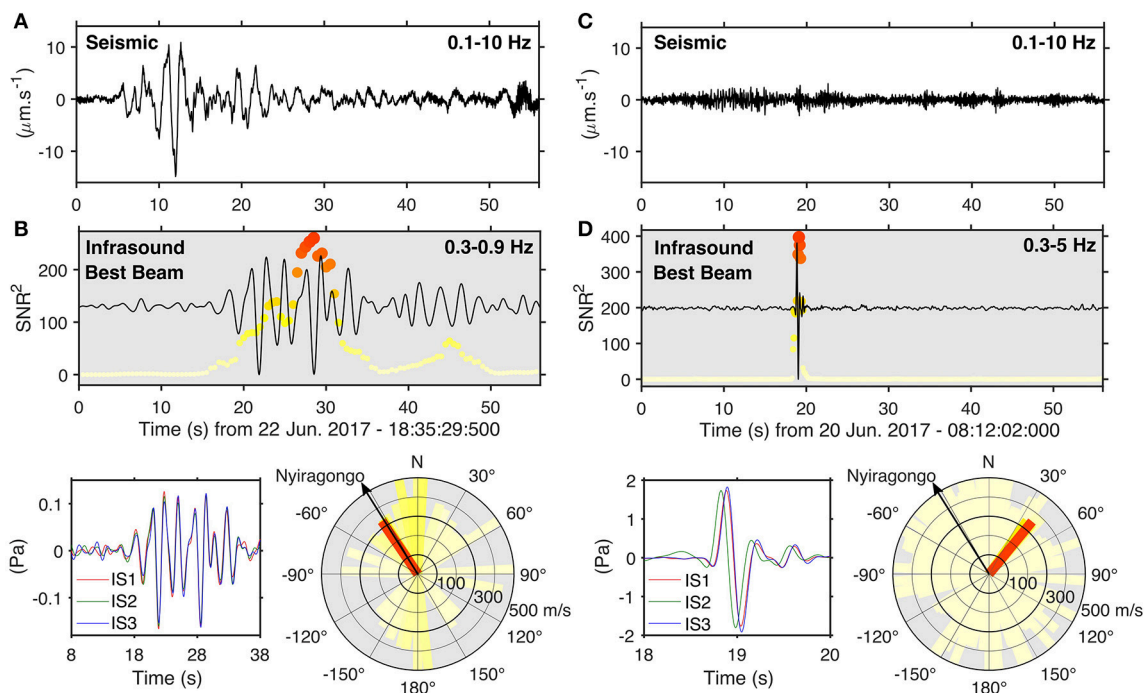 A
Seismic
0.1-10 Hz
(μm.s⁻¹)
10
0
-10
0 10 20 30 40 50
B
Infrasound
Best Beam
0.3-0.9 Hz
SNR²
200
100
0
0 10 20 30 40 50
Time (s) from 22 Jun. 2017 - 18:35:29:500
(Pa)
0.1
0
-0.1
IS1
IS2
IS3
8 18 28 38
Time (s)
Nyiragongo
N
30°
60°
90°
120°
150°
180°
-150°
-120°
-90°
-60°
100
300
500 m/s
C
Seismic
0.1-10 Hz
(μm.s⁻¹)
10
0
-10
0 10 20 30 40 50
D
Infrasound
Best Beam
0.3-5 Hz
SNR²
400
300
200
100
0
0 10 20 30 40 50
Time (s) from 20 Jun. 2017 - 08:12:02:000
(Pa)
2
1
0
-1
-2
IS1
IS2
IS3
18 19 20
Time (s)
Nyiragongo
N
30°
60°
90°
120°
150°
180°
-150°
-120°
-90°
-60°
100
300
500 m/s